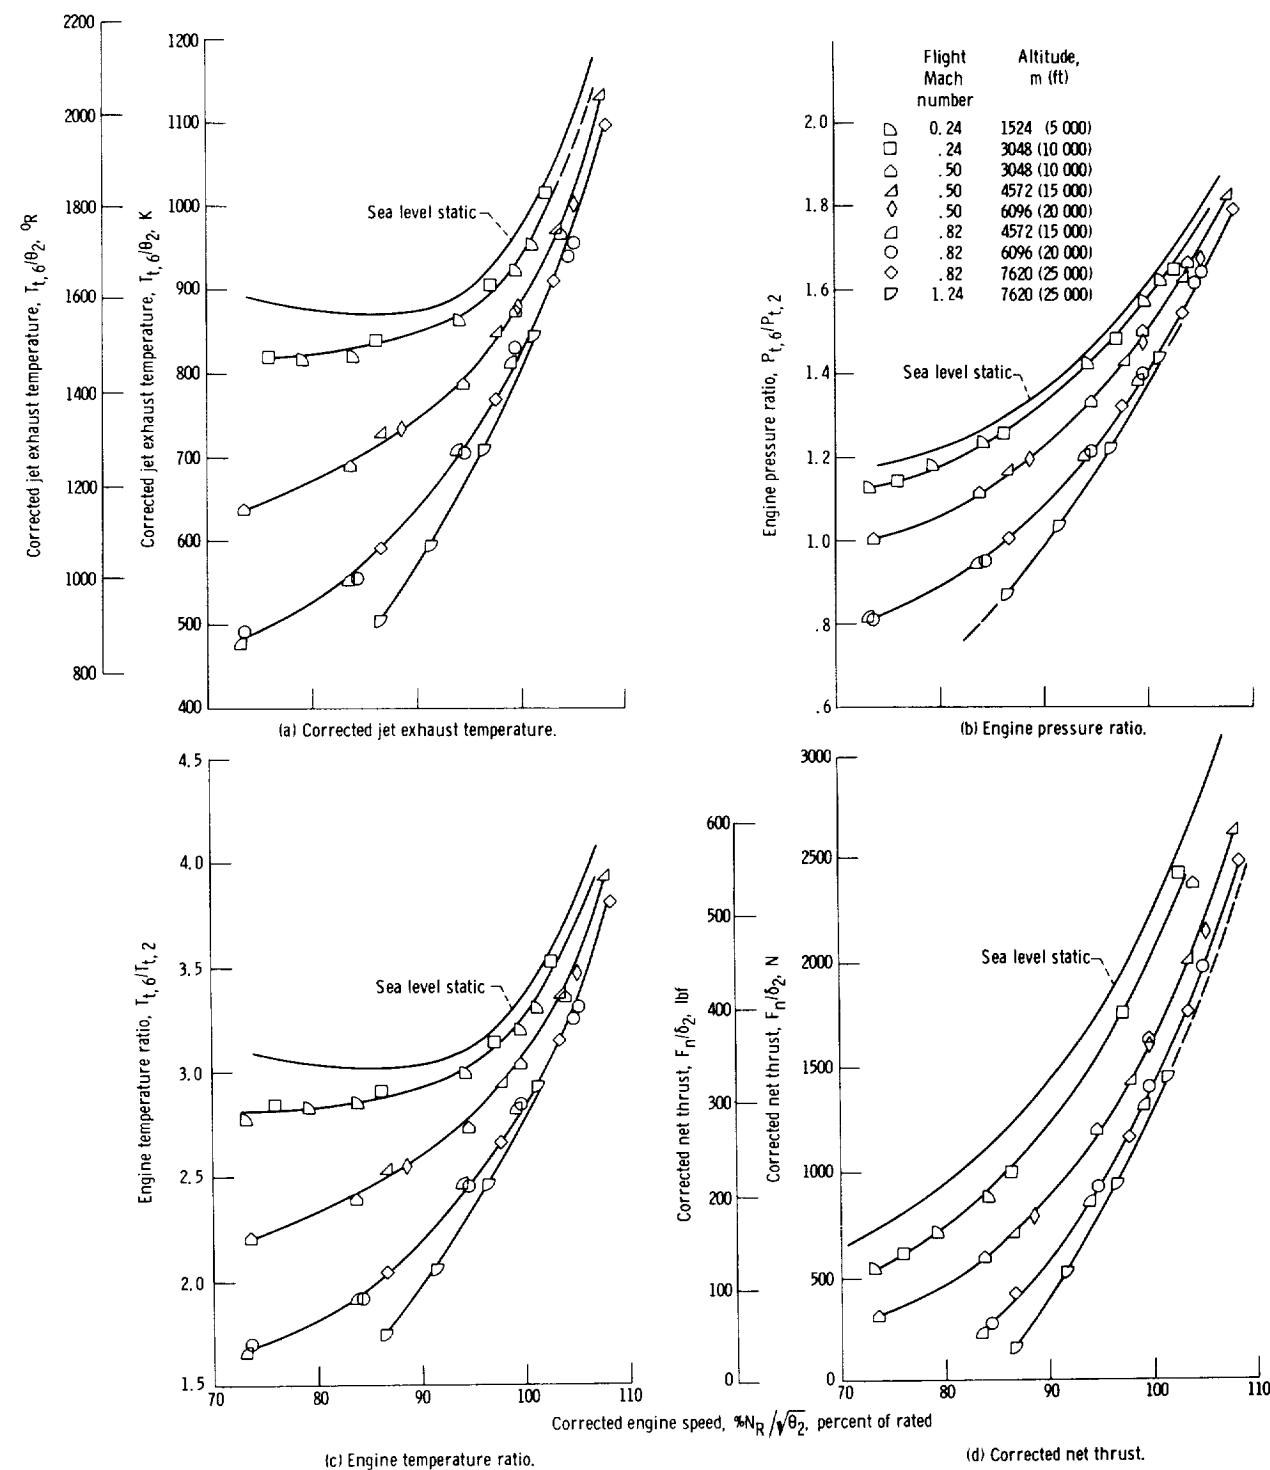 2200
2000
1800
1600
1400
1200
1000
800
Corrected jet exhaust temperature, Tt,6/θ2, °R
1200
1100
1000
900
800
700
600
500
400
Corrected jet exhaust temperature, Tt,6/θ2, K
Sea level static
(a) Corrected jet exhaust temperature.
Flight Mach number
Altitude, m (ft)
0.24 1524 (5 000)
.24 3048 (10 000)
.50 3048 (10 000)
.50 4572 (15 000)
.50 6096 (20 000)
.82 4572 (15 000)
.82 6096 (20 000)
.82 7620 (25 000)
1.24 7620 (25 000)
2.0
1.8
1.6
1.4
1.2
1.0
.8
.6
Engine pressure ratio, Pt,6/Pt,2
Sea level static
(b) Engine pressure ratio.
4.5
4.0
3.5
3.0
2.5
2.0
1.5
Engine temperature ratio, Tt,6/Tt,2
Sea level static
70 80 90 100 110
(c) Engine temperature ratio.
600
500
400
300
200
100
0
Corrected net thrust, Fn/δ2, lbf
3000
2500
2000
1500
1000
500
0
Corrected net thrust, Fn/δ2, N
Sea level static
70 80 90 100 110
Corrected engine speed, %NR/√θ2, percent of rated
(d) Corrected net thrust.